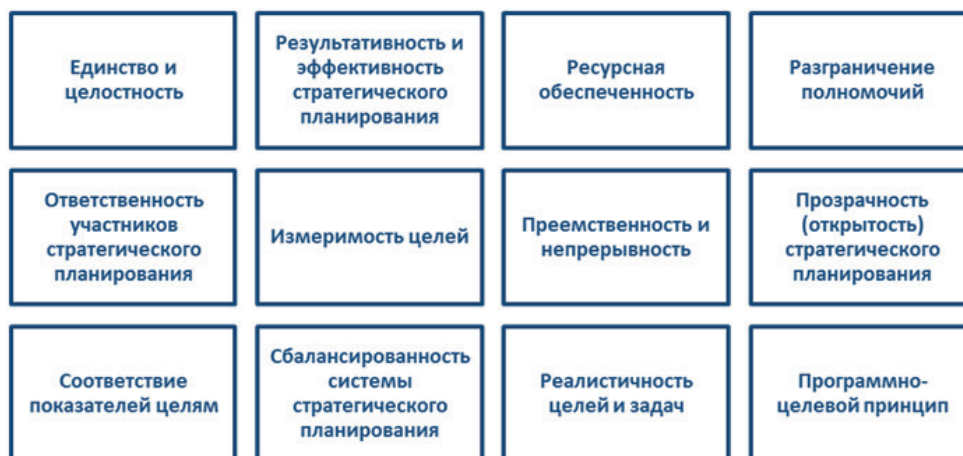 Единство и
целостность
Результативность и
эффективность
стратегического
планирования
Ресурсная
обеспеченность
Разграничение
полномочий
Ответственность
участников
стратегического
планирования
Измеримость целей
Преемственность и
непрерывность
Прозрачность
(открытость)
стратегического
планирования
Соответствие
показателей целям
Сбалансированность
системы
стратегического
планирования
Реалистичность
целей и задач
Программно-
целевой принцип